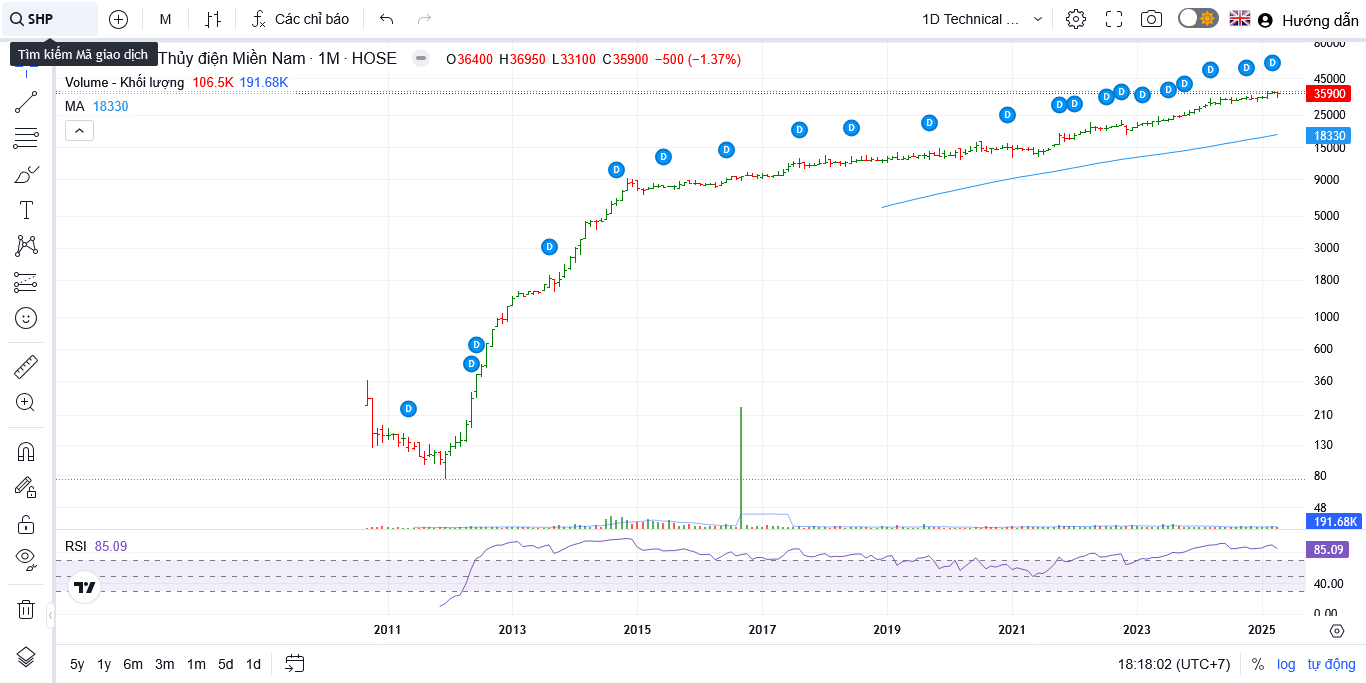 SHP M Các chỉ báo 1D Technical ... Hướng dẫn
Tìm kiếm Mã giao dịch
Thủy điện Miền Nam · 1M · HOSE O36400 H36950 L33100 C35900 −500 (−1.37%)
Volume - Khối lượng 106.5K 191.68K
MA 18330
80000
45000
35900
25000
18330
15000
9000
5000
3000
1800
1000
600
360
210
130
80
48
191.68K
D D D D D D D D D D D D D D D D D D D D D D
RSI 85.09
85.09
40.00
0.00
2011 2013 2015 2017 2019 2021 2023 2025
5y 1y 6m 3m 1m 5d 1d 18:18:02 (UTC+7) % log tự động